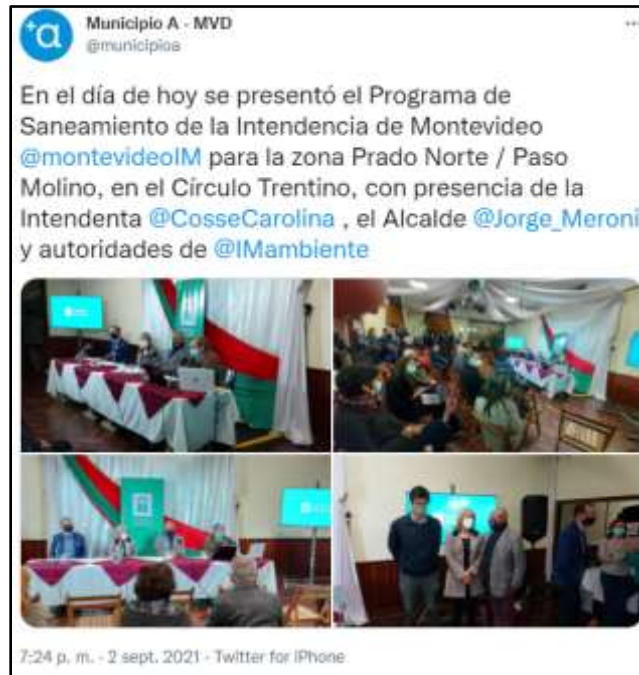 +a
Municipio A - MVD
@municipioa
...
En el día de hoy se presentó el Programa de
Saneamiento de la Intendencia de Montevideo
@montevideoIM para la zona Prado Norte / Paso
Molino, en el Círculo Trentino, con presencia de la
Intendenta @CosseCarolina , el Alcalde @Jorge_Meroni
y autoridades de @IMambiente
7:24 p. m. · 2 sept. 2021 · Twitter for iPhone